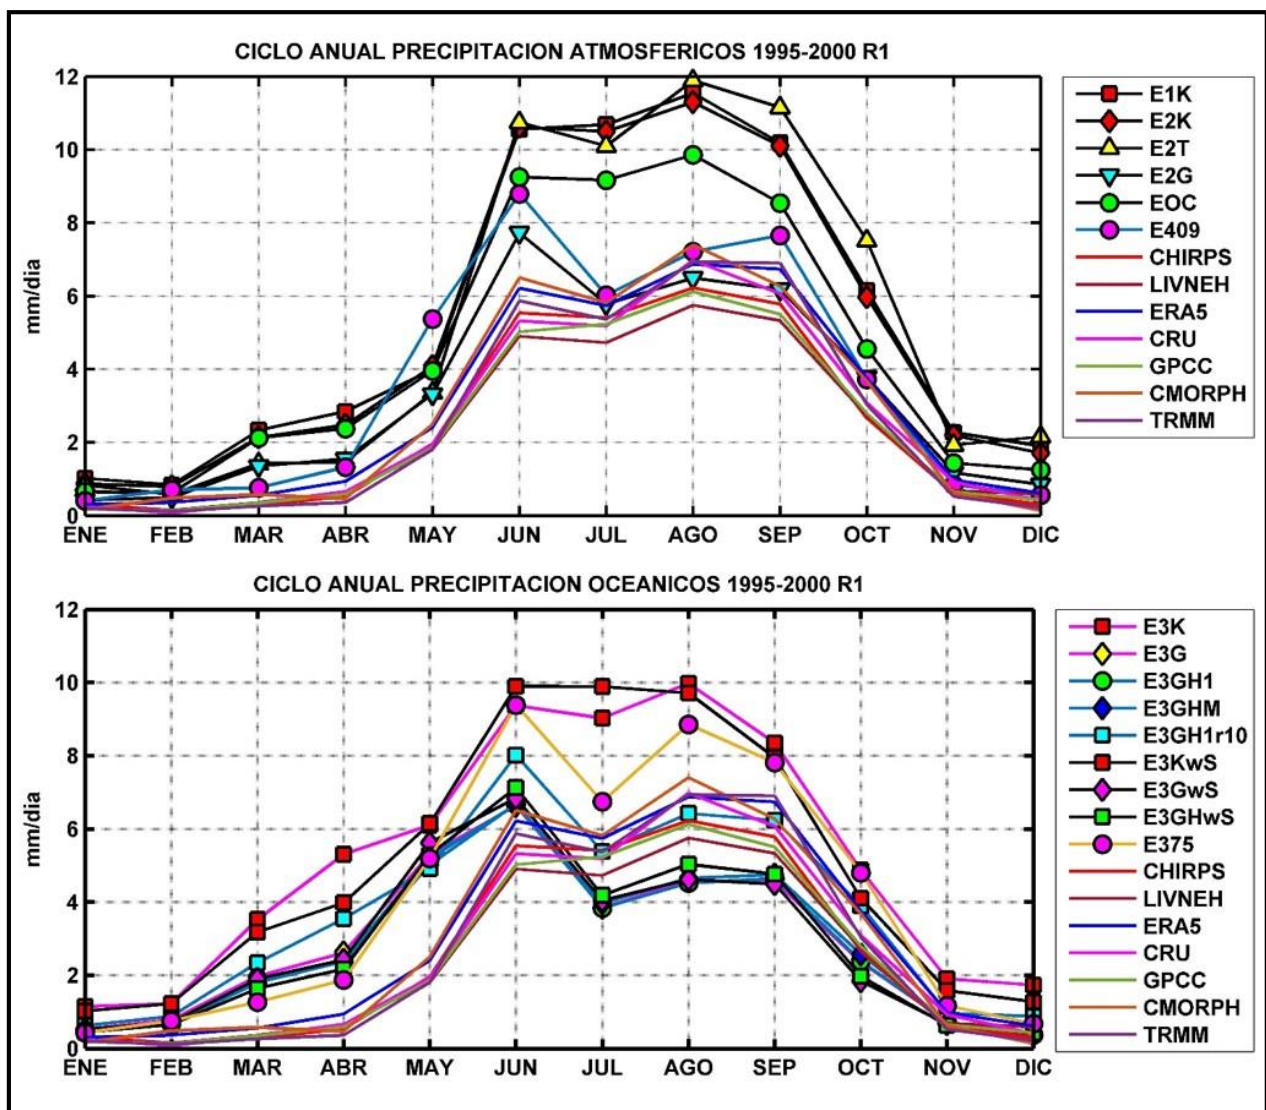 CICLO ANUAL PRECIPITACION ATMOSFERICOS 1995-2000 R1
12
10
8
6
4
2
0
mm/dia
ENE FEB MAR ABR MAY JUN JUL AGO SEP OCT NOV DIC
E1K
E2K
E2T
E2G
EOC
E409
CHIRPS
LIVNEH
ERA5
CRU
GPCC
CMORPH
TRMM
CICLO ANUAL PRECIPITACION OCEANICOS 1995-2000 R1
12
10
8
6
4
2
0
mm/dia
ENE FEB MAR ABR MAY JUN JUL AGO SEP OCT NOV DIC
E3K
E3G
E3GH1
E3GHM
E3GH1r10
E3KwS
E3GwS
E3GHwS
E375
CHIRPS
LIVNEH
ERA5
CRU
GPCC
CMORPH
TRMM